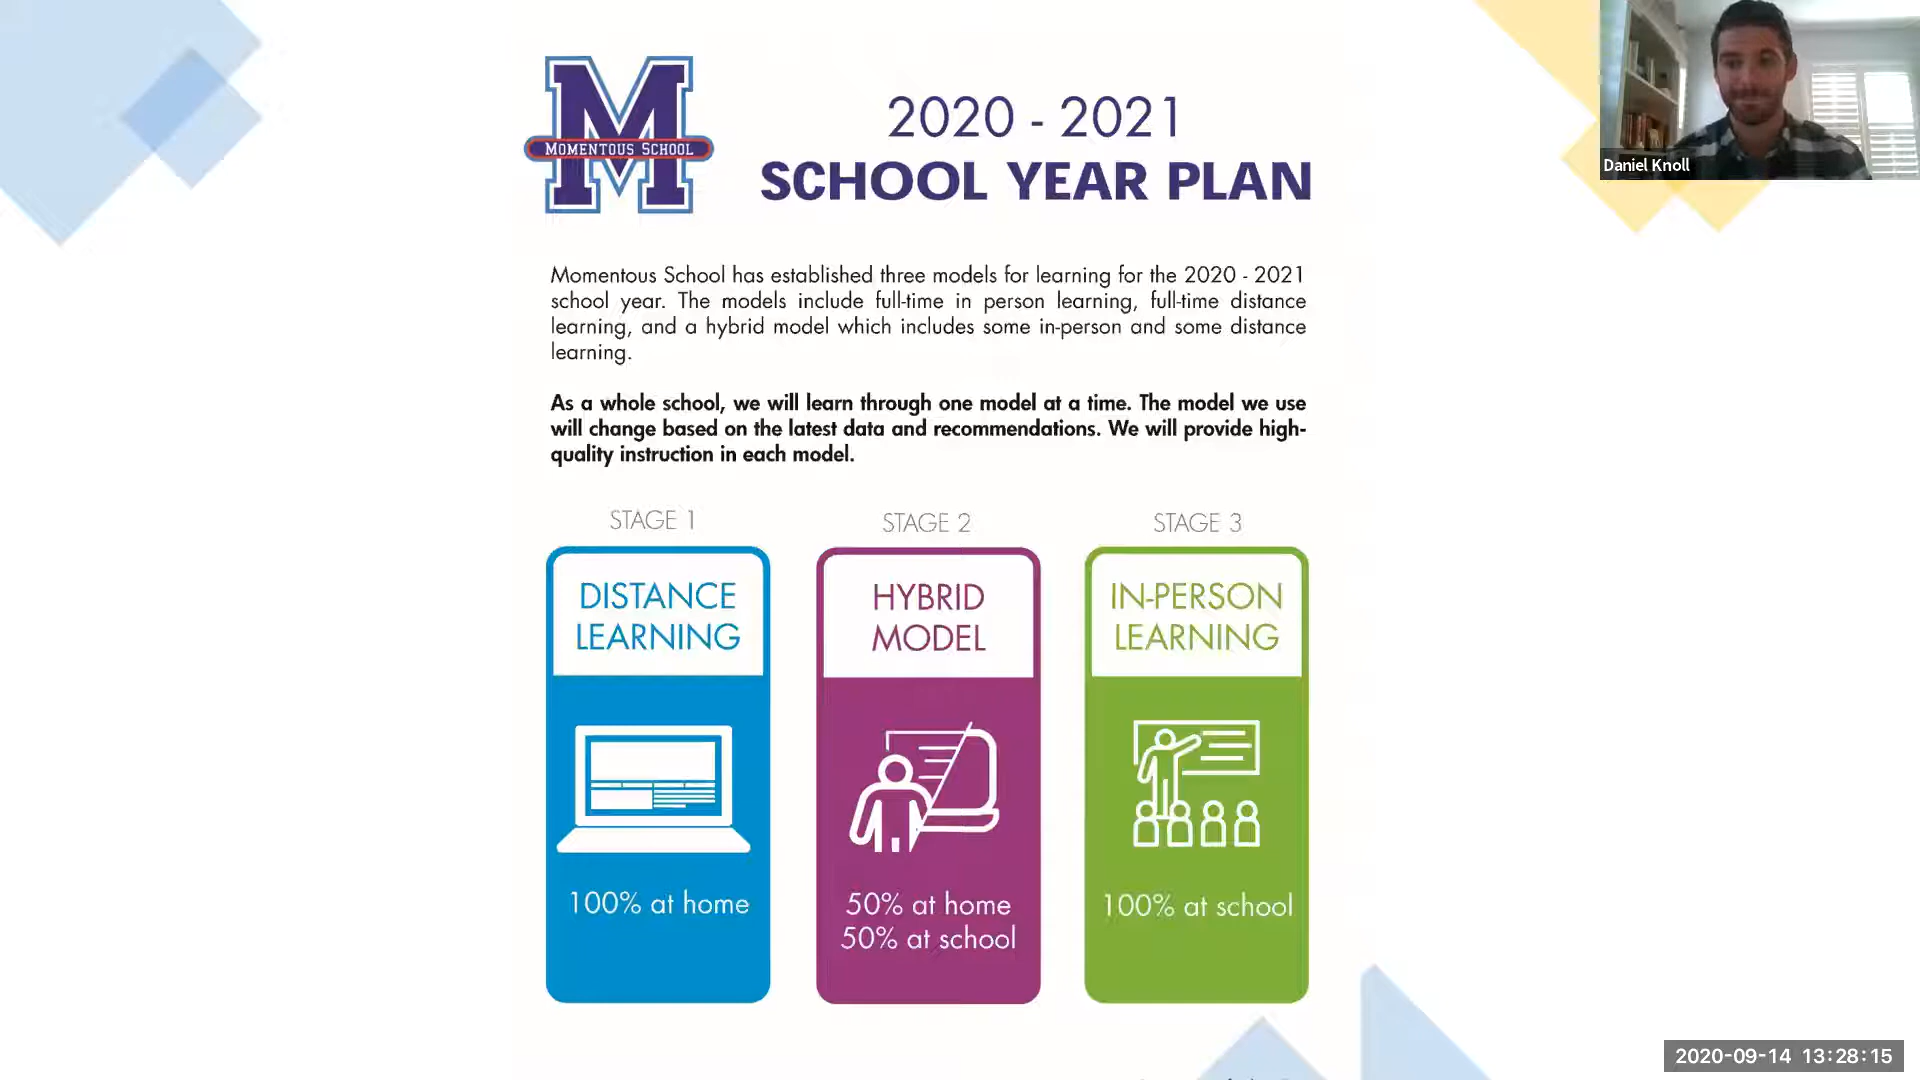 MOMENTOUS SCHOOL
2020 - 2021
SCHOOL YEAR PLAN
Daniel Knoll
Momentous School has established three models for learning for the 2020 - 2021
school year. The models include full-time in person learning, full-time distance
learning, and a hybrid model which includes some in-person and some distance
learning.
As a whole school, we will learn through one model at a time. The model we use
will change based on the latest data and recommendations. We will provide high-
quality instruction in each model.
STAGE 1
DISTANCE
LEARNING
100% at home
STAGE 2
HYBRID
MODEL
50% at home
50% at school
STAGE 3
IN-PERSON
LEARNING
100% at school
2020-09-14 13:28:15